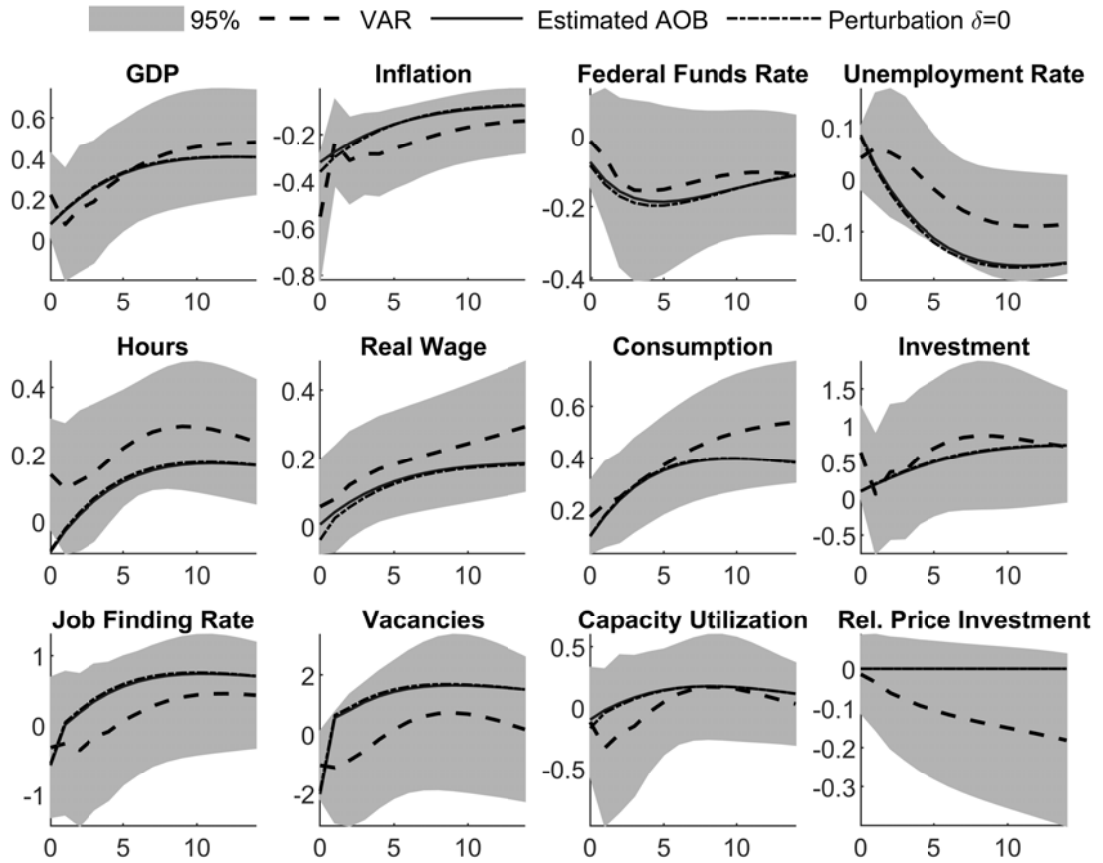 95% VAR Estimated AOB Perturbation δ=0
GDP Inflation Federal Funds Rate Unemployment Rate
0.6 0.4 0.2 0
-0.2 -0.4 -0.6 -0.8
0 -0.2 -0.4
0.1 0 -0.1
0 5 10 0 5 10 0 5 10 0 5 10
Hours Real Wage Consumption Investment
0.4 0.2 0
0.4 0.2 0
0.6 0.4 0.2
1.5 1 0.5 0 -0.5
0 5 10 0 5 10 0 5 10 0 5 10
Job Finding Rate Vacancies Capacity Utilization Rel. Price Investment
1 0 -1
2 0 -2
0.5 0 -0.5
0 -0.1 -0.2 -0.3
0 5 10 0 5 10 0 5 10 0 5 10